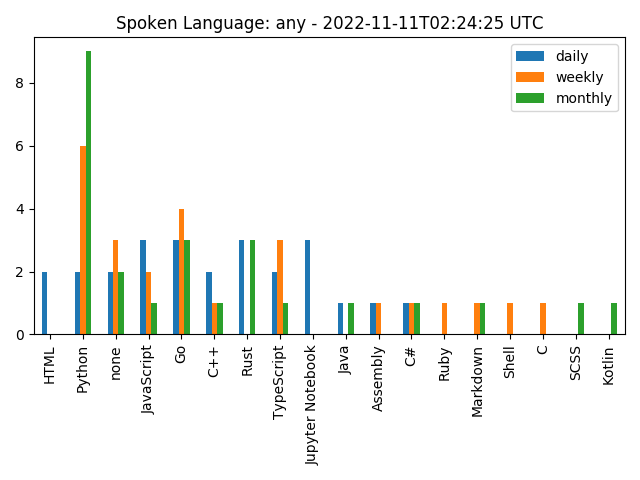 Spoken Language: any - 2022-11-11T02:24:25 UTC
daily
weekly
monthly
8
6
4
2
0
HTML
Python
none
JavaScript
Go
C++
Rust
TypeScript
Jupyter Notebook
Java
Assembly
C#
Ruby
Markdown
Shell
C
SCSS
Kotlin